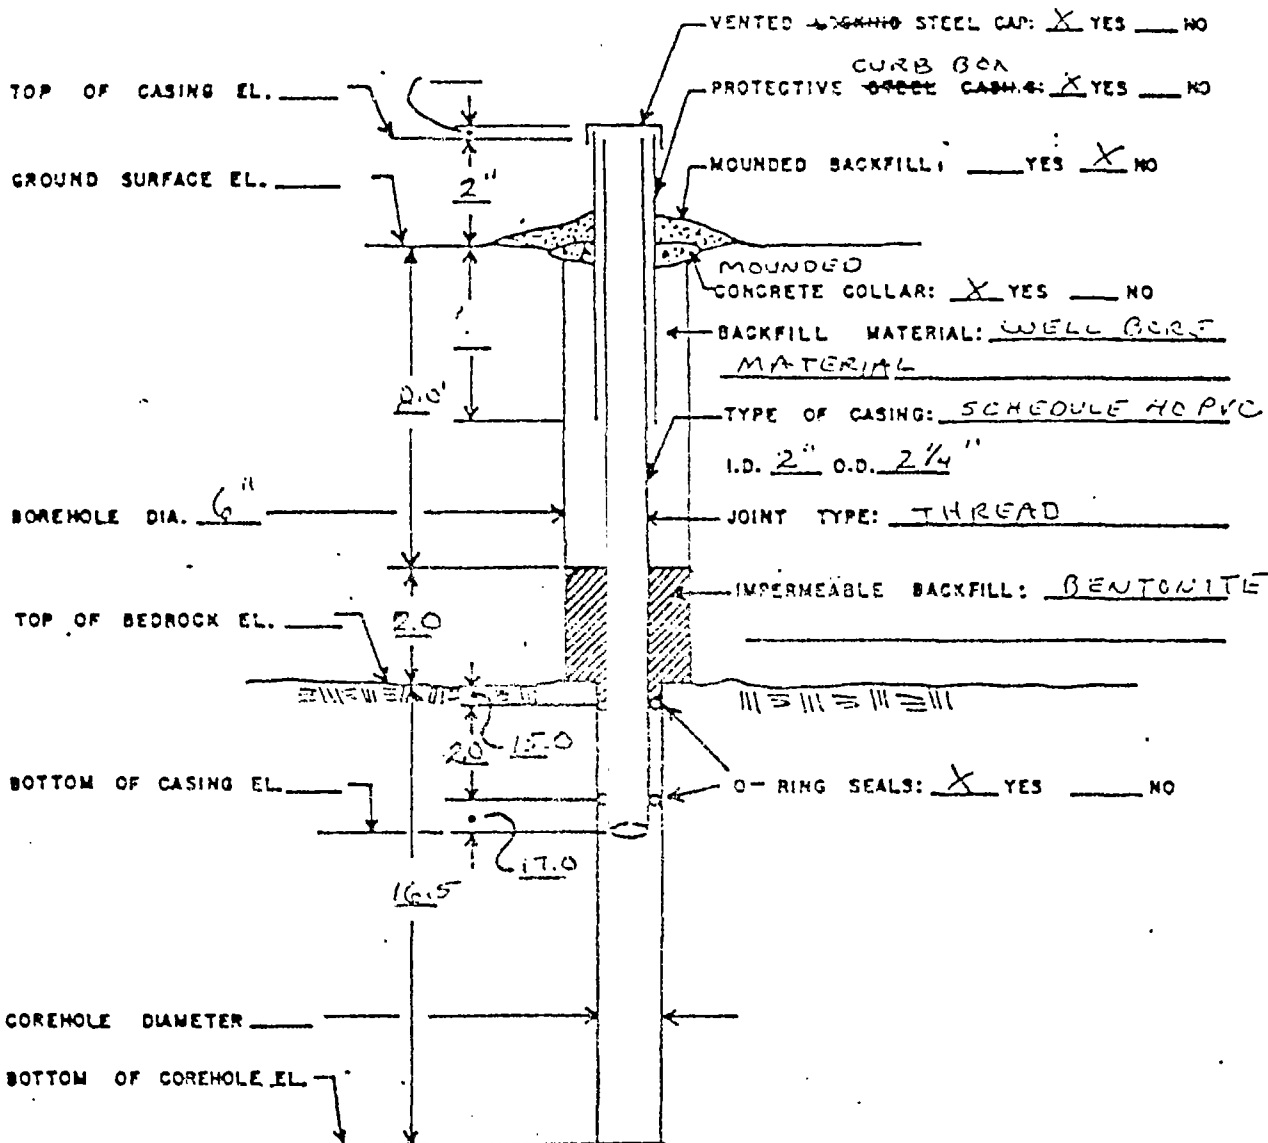 VENTED LOCKING STEEL CAP: X YES ___ NO
CURB BOX
TOP OF CASING EL. ___
PROTECTIVE STEEL CASING: X YES ___ NO
GROUND SURFACE EL. ___
MOUNDED BACKFILL: ___ YES X NO
2"
MOUNDED
CONCRETE COLLAR: X YES ___ NO
BACKFILL MATERIAL: WELL BORE
MATERIAL
TYPE OF CASING: SCHEDULE 40 PVC
I.D. 2" O.D. 2 1/4"
BOREHOLE DIA. 6"
JOINT TYPE: THREAD
IMPERMEABLE BACKFILL: BENTONITE
TOP OF BEDROCK EL. ___
2.0
15.0
BOTTOM OF CASING EL. ___
O-RING SEALS: X YES ___ NO
17.0
16.5
COREHOLE DIAMETER ___
BOTTOM OF COREHOLE EL.